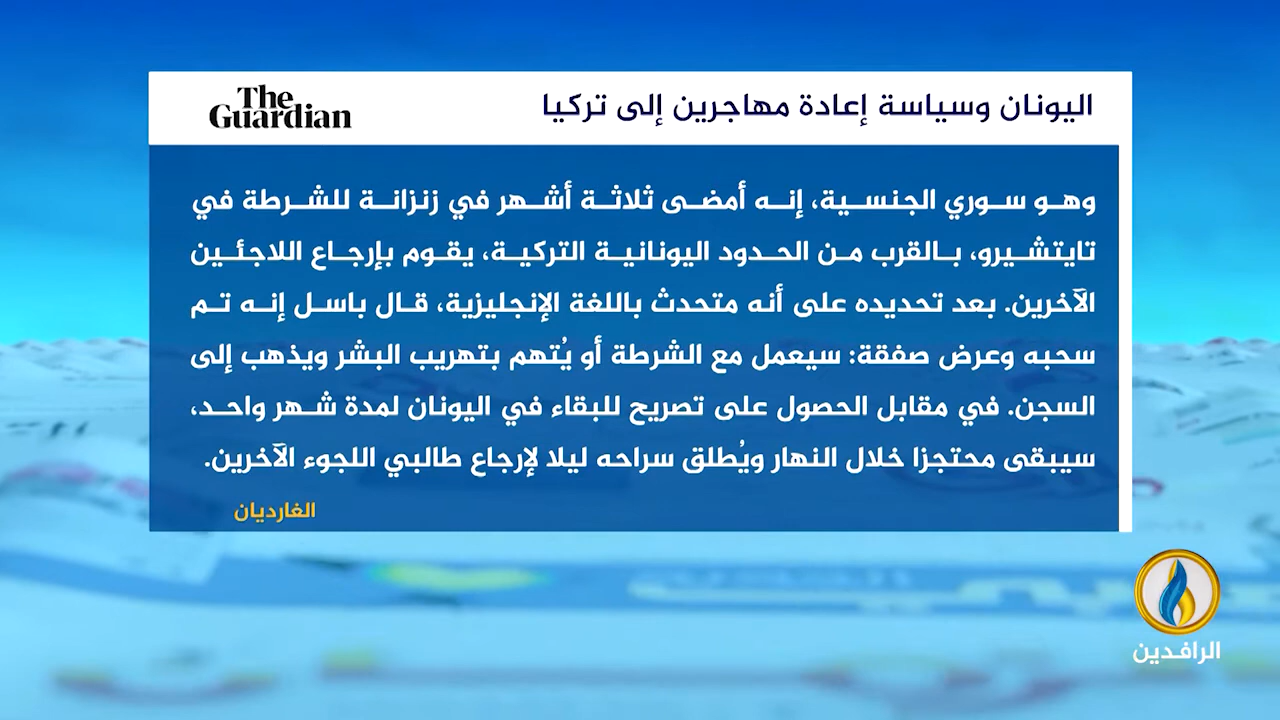 اليونان وسياسة إعادة مهاجرين إلى تركيا
The
Guardian
وهو سوري الجنسية، إنه أمضى ثلاثة أشهر في زنزانة للشرطة في
تايتشيرو، بالقرب من الحدود اليونانية التركية، يقوم بإرجاع اللاجئين
الآخرين. بعد تحديده على أنه متحدث باللغة الإنجليزية، قال باسل إنه تم
سحبه وعرض صفقة: سيعمل مع الشرطة أو يُتهم بتهريب البشر ويذهب إلى
السجن. في مقابل الحصول على تصريح للبقاء في اليونان لمدة شهر واحد،
سيبقى محتجزا خلال النهار ويُطلق سراحه ليلا لإرجاع طالبي اللجوء الآخرين.
الغارديان
الرافدين